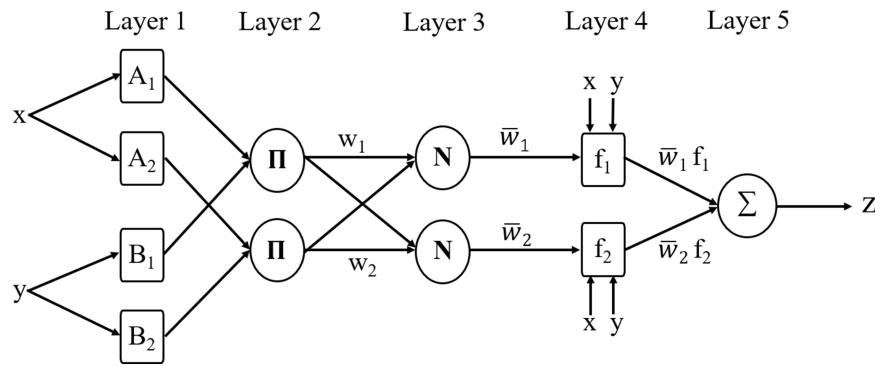 Layer 1 Layer 2 Layer 3 Layer 4 Layer 5
A₁
x y
x
w₁ w̅₁ f₁ w̅₁ f₁
A₂ Π N
Σ z
B₁ Π N w̅₂ f₂ w̅₂ f₂
w₂
y
x y
B₂